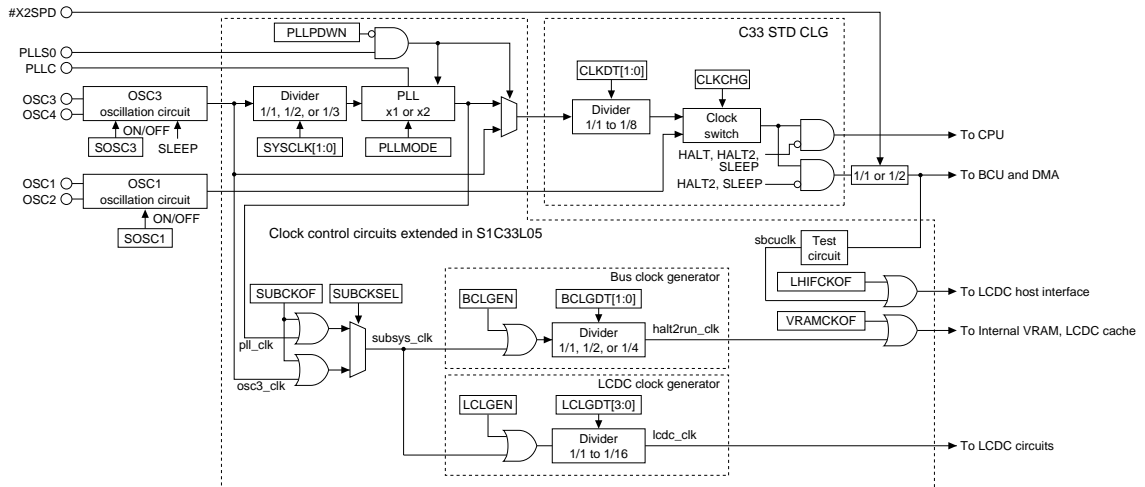 #X2SPD
PLLPDWN
C33 STD CLG
PLLS0
PLLC
CLKDT[1:0]
CLKCHG
OSC3
OSC4
OSC3
oscillation circuit
Divider
1/1, 1/2, or 1/3
PLL
x1 or x2
Divider
1/1 to 1/8
Clock
switch
To CPU
ON/OFF
SOSC3
SLEEP
SYSCLK[1:0]
PLLMODE
HALT, HALT2,
SLEEP
OSC1
OSC2
OSC1
oscillation circuit
HALT2, SLEEP
1/1 or 1/2
To BCU and DMA
ON/OFF
SOSC1
Clock control circuits extended in S1C33L05
sbcuclk
Test
circuit
Bus clock generator
LHIFCKOF
SUBCKOF
SUBCKSEL
BCLGEN
BCLGDT[1:0]
To LCDC host interface
VRAMCKOF
pll_clk
subsys_clk
Divider
1/1, 1/2, or 1/4
halt2run_clk
To Internal VRAM, LCDC cache
osc3_clk
LCDC clock generator
LCLGEN
LCLGDT[3:0]
Divider
1/1 to 1/16
lcdc_clk
To LCDC circuits